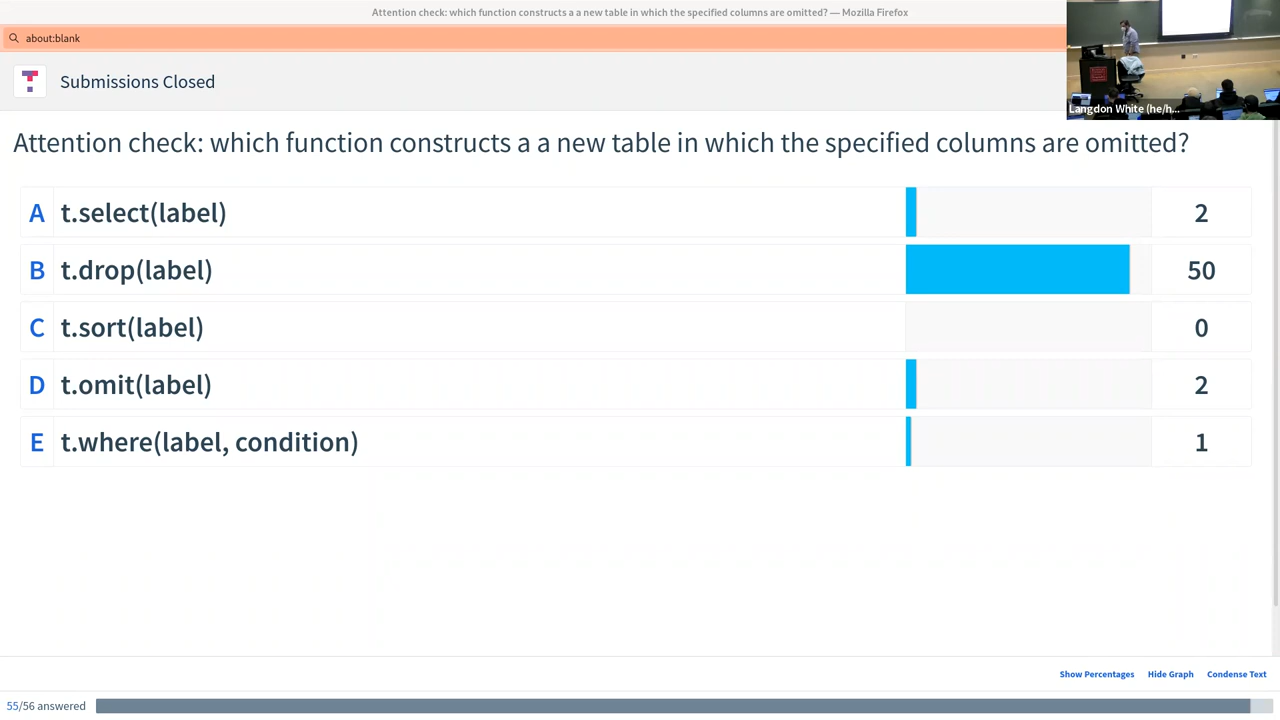 Attention check: which function constructs a a new table in which the specified columns are omitted? — Mozilla Firefox
about:blank
Langdon White (he/h...
Submissions Closed
Attention check: which function constructs a a new table in which the specified columns are omitted?
A t.select(label) 2
B t.drop(label) 50
C t.sort(label) 0
D t.omit(label) 2
E t.where(label, condition) 1
Show Percentages Hide Graph Condense Text
55/56 answered